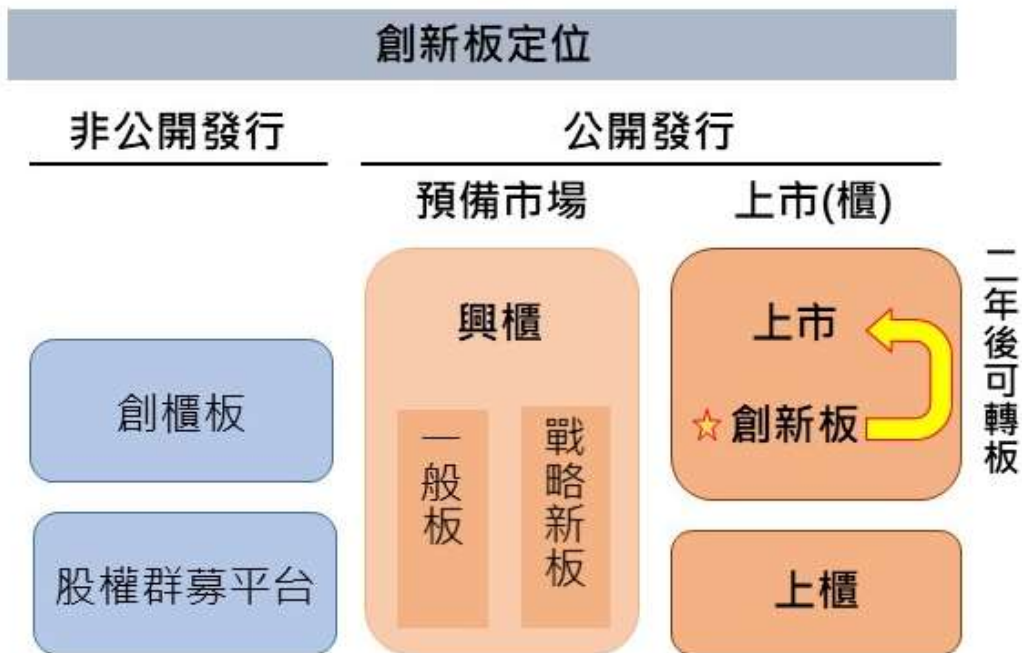 創新板定位
非公開發行
公開發行
預備市場
上市(櫃)
創櫃板
股權群募平台
興櫃
一般板
戰略新板
上市
創新板
上櫃
二年後可轉板